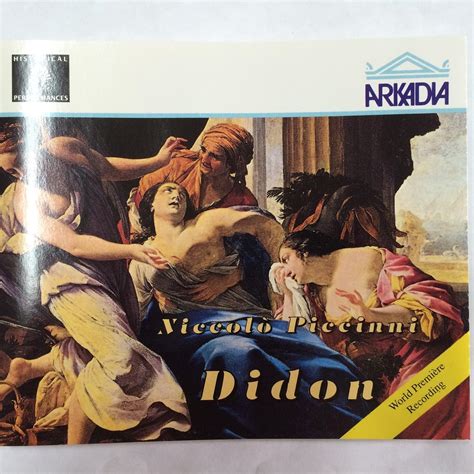 HISTORICAL
PERFORMANCES
ARKADIA
Niccolò Piccinni
Didon
World Première
Recording